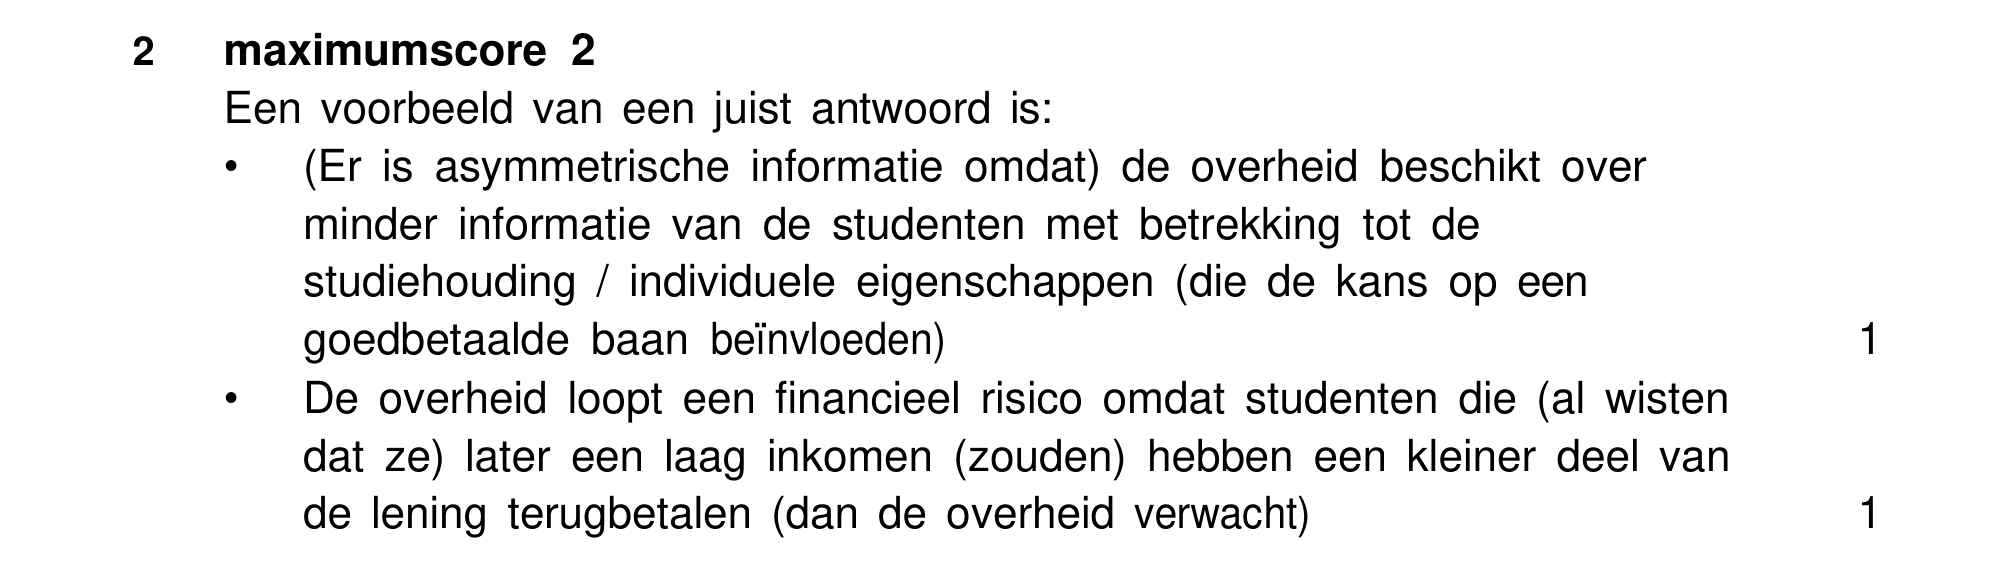 2 maximumscore 2
Een voorbeeld van een juist antwoord is:
• (Er is asymmetrische informatie omdat) de overheid beschikt over
minder informatie van de studenten met betrekking tot de
studiehouding / individuele eigenschappen (die de kans op een
goedbetaalde baan beïnvloeden) 1
• De overheid loopt een financieel risico omdat studenten die (al wisten
dat ze) later een laag inkomen (zouden) hebben een kleiner deel van
de lening terugbetalen (dan de overheid verwacht) 1